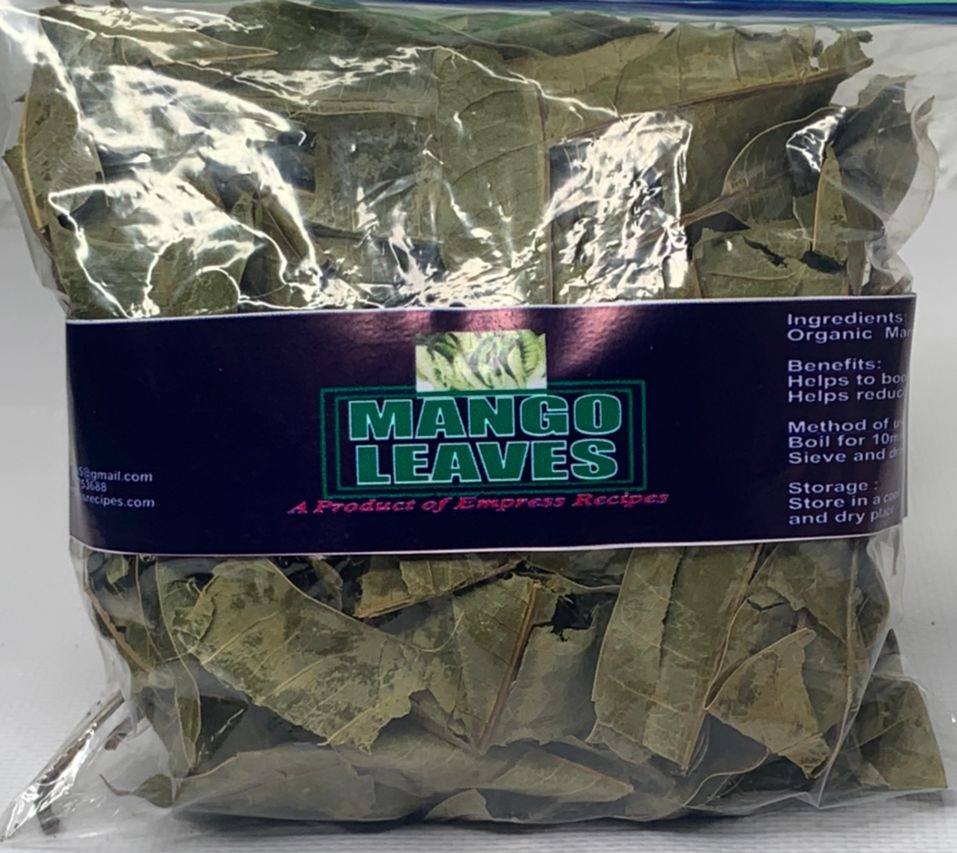 MANGO
LEAVES
A Product of Empress Recipes
@gmail.com
53688
recipes.com
Ingredients:
Organic
Benefits:
Helps to
Helps
Method of
Boil for
Sieve and
Storage :
Store in a cool
and dry place